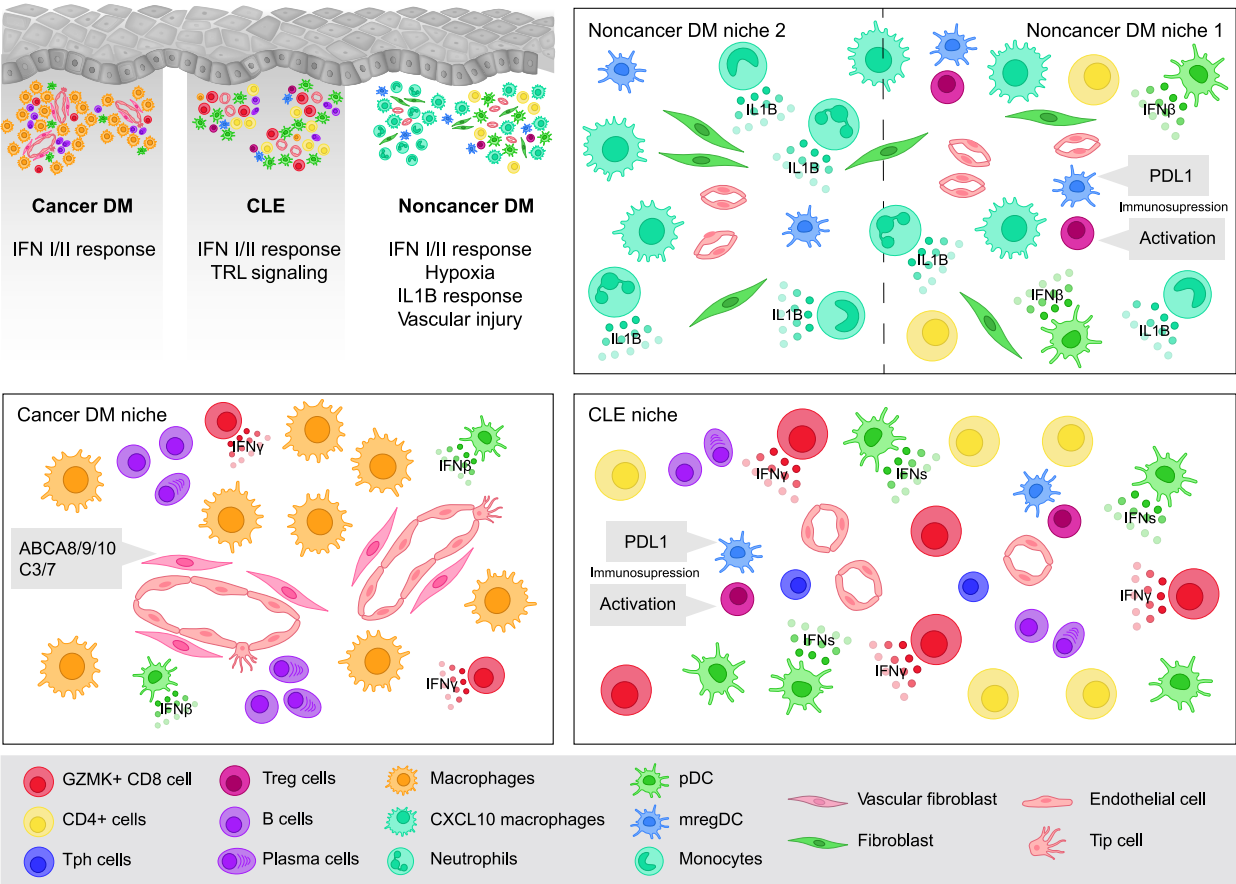 Cancer DM
IFN I/II response
CLE
IFN I/II response
TRL signaling
Noncancer DM
IFN I/II response
Hypoxia
IL1B response
Vascular injury
Noncancer DM niche 2
Noncancer DM niche 1
IL1B
IL1B
IL1B
IL1B
IFNβ
PDL1
Immunosupression
Activation
IL1B
IFNβ
IL1B
Cancer DM niche
IFNγ
IFNβ
ABCA8/9/10
C3/7
IFNβ
IFNγ
CLE niche
IFNγ
IFNs
IFNs
PDL1
Immunosupression
Activation
IFNγ
IFNs
IFNγ
GZMK+ CD8 cell
CD4+ cells
Tph cells
Treg cells
B cells
Plasma cells
Macrophages
CXCL10 macrophages
Neutrophils
pDC
mregDC
Monocytes
Vascular fibroblast
Fibroblast
Endothelial cell
Tip cell